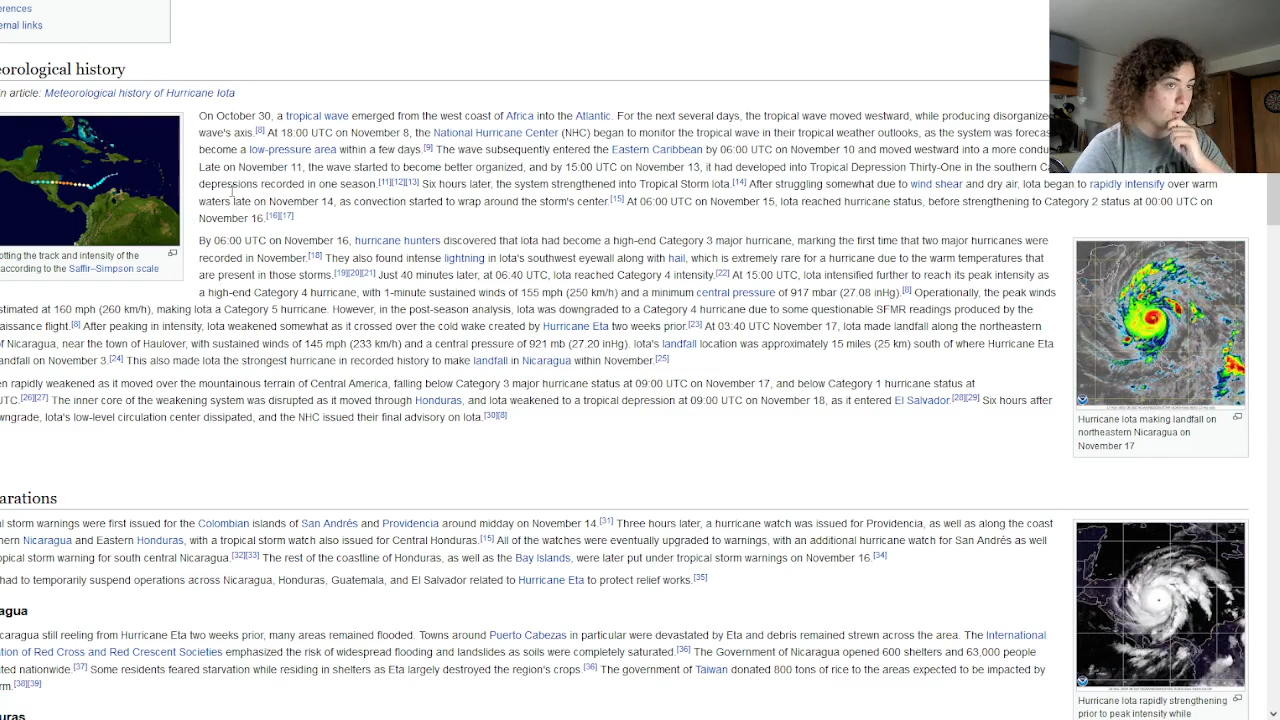 erences
ernal links
eorological history
in article: Meteorological history of Hurricane Iota
On October 30, a tropical wave emerged from the west coast of Africa into the Atlantic. For the next several days, the tropical wave moved westward, while producing disorganize
wave's axis.[8] At 18:00 UTC on November 8, the National Hurricane Center (NHC) began to monitor the tropical wave in their tropical weather outlooks, as the system was forecas
become a low-pressure area within a few days.[9] The wave subsequently entered the Eastern Caribbean by 06:00 UTC on November 10 and moved westward into a more condu
Late on November 11, the wave started to become better organized, and by 15:00 UTC on November 13, it had developed into Tropical Depression Thirty-One in the southern Ca
depressions recorded in one season.[11][12][13] Six hours later, the system strengthened into Tropical Storm Iota.[14] After struggling somewhat due to wind shear and dry air, Iota began to rapidly intensify over warm
waters late on November 14, as convection started to wrap around the storm's center.[15] At 06:00 UTC on November 15, Iota reached hurricane status, before strengthening to Category 2 status at 00:00 UTC on
November 16.[16][17]
otting the track and intensity of the
according to the Saffir–Simpson scale
By 06:00 UTC on November 16, hurricane hunters discovered that Iota had become a high-end Category 3 major hurricane, marking the first time that two major hurricanes were
recorded in November.[18] They also found intense lightning in Iota's southwest eyewall along with hail, which is extremely rare for a hurricane due to the warm temperatures that
are present in those storms.[19][20][21] Just 40 minutes later, at 06:40 UTC, Iota reached Category 4 intensity.[22] At 15:00 UTC, Iota intensified further to reach its peak intensity as
a high-end Category 4 hurricane, with 1-minute sustained winds of 155 mph (250 km/h) and a minimum central pressure of 917 mbar (27.08 inHg).[8] Operationally, the peak winds
stimated at 160 mph (260 km/h), making Iota a Category 5 hurricane. However, in the post-season analysis, Iota was downgraded to a Category 4 hurricane due to some questionable SFMR readings produced by the
aissance flight.[8] After peaking in intensity, Iota weakened somewhat as it crossed over the cold wake created by Hurricane Eta two weeks prior.[23] At 03:40 UTC November 17, Iota made landfall along the northeastern
of Nicaragua, near the town of Haulover, with sustained winds of 145 mph (233 km/h) and a central pressure of 921 mb (27.20 inHg). Iota's landfall location was approximately 15 miles (25 km) south of where Hurricane Eta
andfall on November 3.[24] This also made Iota the strongest hurricane in recorded history to make landfall in Nicaragua within November.[25]
en rapidly weakened as it moved over the mountainous terrain of Central America, falling below Category 3 major hurricane status at 09:00 UTC on November 17, and below Category 1 hurricane status at
UTC.[26][27] The inner core of the weakening system was disrupted as it moved through Honduras, and Iota weakened to a tropical depression at 09:00 UTC on November 18, as it entered El Salvador.[28][29] Six hours after
owngrade, Iota's low-level circulation center dissipated, and the NHC issued their final advisory on Iota.[30][8]
Hurricane Iota making landfall on
northeastern Nicaragua on
November 17
arations
al storm warnings were first issued for the Colombian islands of San Andrés and Providencia around midday on November 14.[31] Three hours later, a hurricane watch was issued for Providencia, as well as along the coast
hern Nicaragua and Eastern Honduras, with a tropical storm watch also issued for Central Honduras.[15] All of the watches were eventually upgraded to warnings, with an additional hurricane watch for San Andrés as well
opical storm warning for south central Nicaragua.[32][33] The rest of the coastline of Honduras, as well as the Bay Islands, were later put under tropical storm warnings on November 16.[34]
had to temporarily suspend operations across Nicaragua, Honduras, Guatemala, and El Salvador related to Hurricane Eta to protect relief works.[35]
agua
icaragua still reeling from Hurricane Eta two weeks prior, many areas remained flooded. Towns around Puerto Cabezas in particular were devastated by Eta and debris remained strewn across the area. The International
ation of Red Cross and Red Crescent Societies emphasized the risk of widespread flooding and landslides as soils were completely saturated.[36] The Government of Nicaragua opened 600 shelters and 63,000 people
ted nationwide.[37] Some residents feared starvation while residing in shelters as Eta largely destroyed the region's crops.[36] The government of Taiwan donated 800 tons of rice to the areas expected to be impacted by
rm.[38][39]
uras
Hurricane Iota rapidly strengthening
prior to peak intensity while